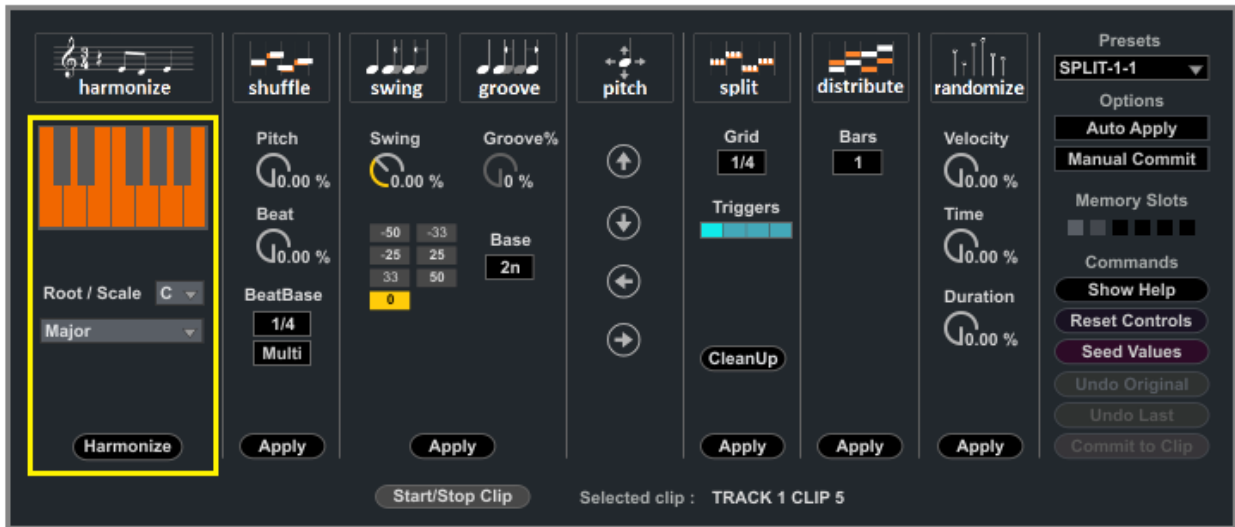 harmonize
shuffle
swing
groove
pitch
split
distribute
randomize
Presets
SPLIT-1-1
Options
Auto Apply
Manual Commit
Memory Slots
Commands
Show Help
Reset Controls
Seed Values
Undo Original
Undo Last
Commit to Clip
Root / Scale C
Major
Harmonize
Pitch
0.00 %
Beat
0.00 %
BeatBase
1/4
Multi
Apply
Swing
0.00 %
-50 -33
-25 25
33 50
0
Groove%
0 %
Base
2n
Apply
Grid
1/4
Triggers
CleanUp
Apply
Bars
1
Apply
Velocity
0.00 %
Time
0.00 %
Duration
0.00 %
Apply
Start/Stop Clip
Selected clip : TRACK 1 CLIP 5